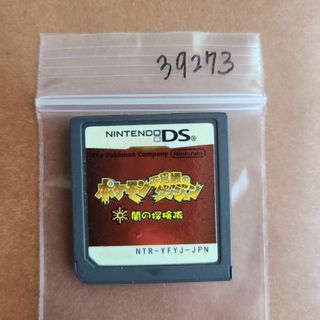 39273
NINTENDO DS
The Pokémon Company Nintendo
ポケモン不思議のダンジョン
闇の探検隊
NTR-YFYJ-JPN